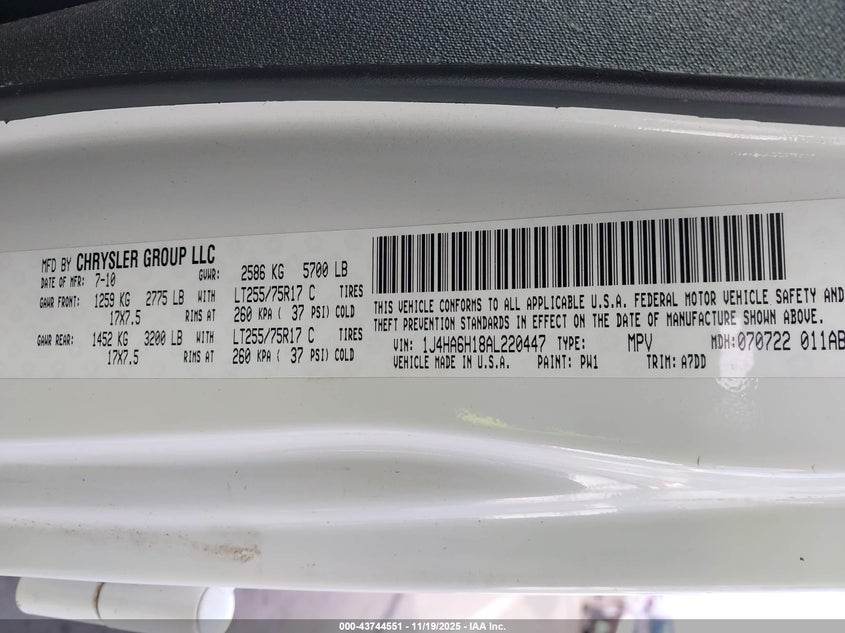 MFD BY CHRYSLER GROUP LLC
DATE OF MFR: 7-10 GVWR: 2586 KG 5700 LB
GAWR FRONT: 1259 KG 2775 LB WITH LT255/75R17 C TIRES
17X7.5 RIMS AT 260 KPA ( 37 PSI) COLD
GAWR REAR: 1452 KG 3200 LB WITH LT255/75R17 C TIRES
17X7.5 RIMS AT 260 KPA ( 37 PSI) COLD
THIS VEHICLE CONFORMS TO ALL APPLICABLE U.S.A. FEDERAL MOTOR VEHICLE SAFETY AND
THEFT PREVENTION STANDARDS IN EFFECT ON THE DATE OF MANUFACTURE SHOWN ABOVE.
VIN: 1J4HA6H18AL220447 TYPE: MPV MDH:070722 011AB
VEHICLE MADE IN U.S.A. PAINT: PW1 TRIM: A7DD
000-43744551 - 11/19/2025 - IAA Inc.